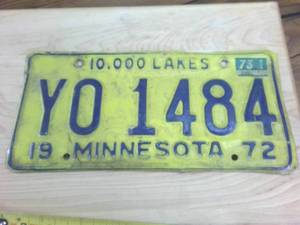 10,000 LAKES 73
YO 1484
19 MINNESOTA 72